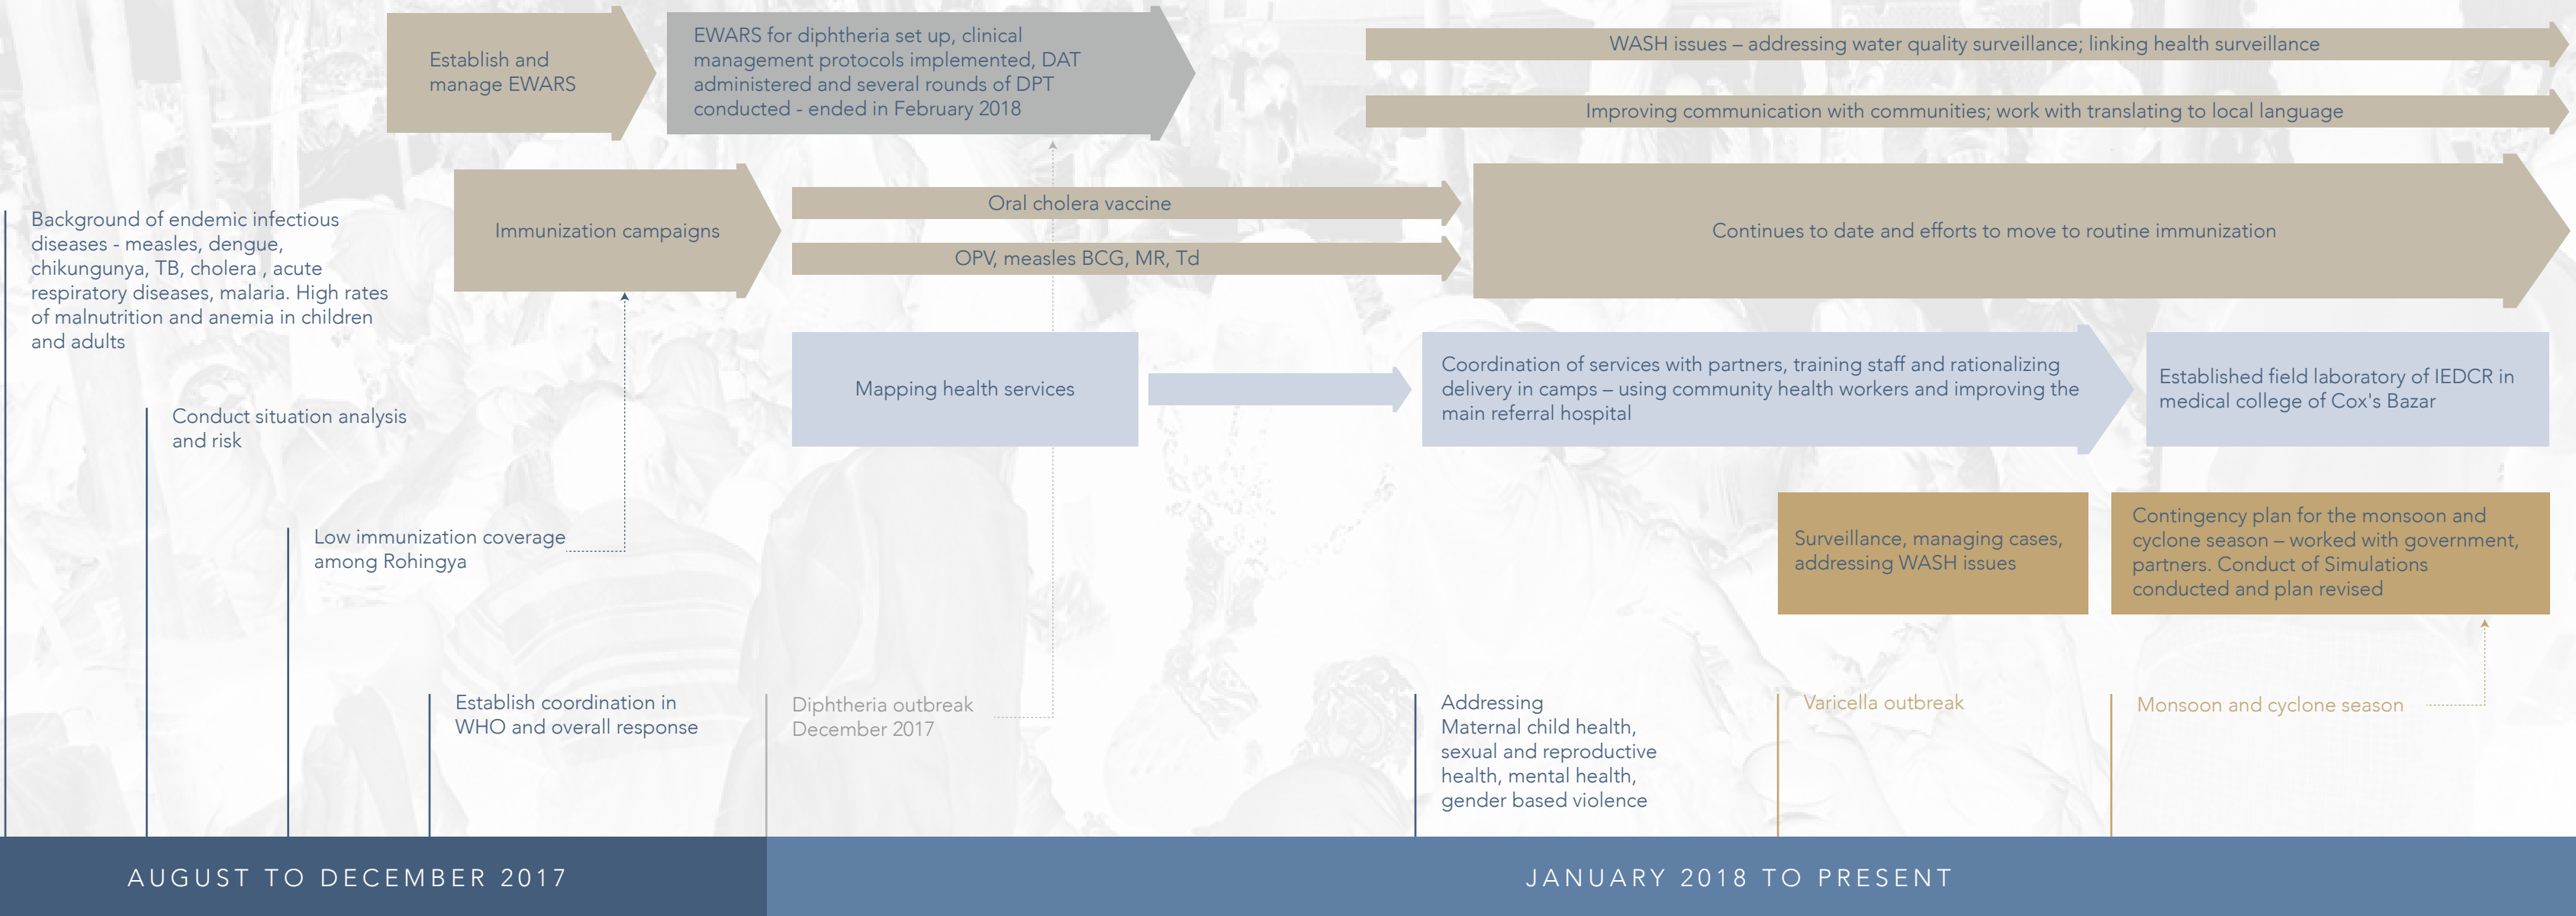 Establish and
manage EWARS
EWARS for diphtheria set up, clinical
management protocols implemented, DAT
administered and several rounds of DPT
conducted - ended in February 2018
WASH issues – addressing water quality surveillance; linking health surveillance
Improving communication with communities; work with translating to local language
Background of endemic infectious
diseases - measles, dengue,
chikungunya, TB, cholera , acute
respiratory diseases, malaria. High rates
of malnutrition and anemia in children
and adults
Immunization campaigns
Oral cholera vaccine
OPV, measles BCG, MR, Td
Continues to date and efforts to move to routine immunization
Mapping health services
Coordination of services with partners, training staff and rationalizing
delivery in camps – using community health workers and improving the
main referral hospital
Established field laboratory of IEDCR in
medical college of Cox's Bazar
Conduct situation analysis
and risk
Low immunization coverage
among Rohingya
Surveillance, managing cases,
addressing WASH issues
Contingency plan for the monsoon and
cyclone season – worked with government,
partners. Conduct of Simulations
conducted and plan revised
Establish coordination in
WHO and overall response
Diphtheria outbreak
December 2017
Addressing
Maternal child health,
sexual and reproductive
health, mental health,
gender based violence
Varicella outbreak
Monsoon and cyclone season
AUGUST TO DECEMBER 2017
JANUARY 2018 TO PRESENT